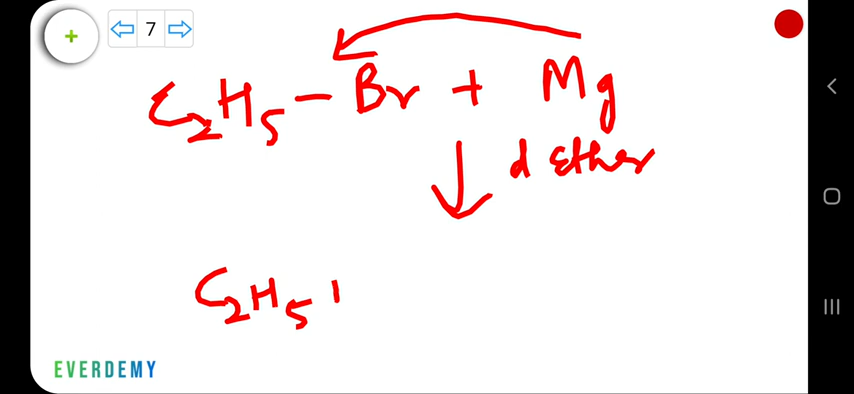 7
C₂H₅ - Br + Mg
d Ether
C₂H₅
EVERDEMY